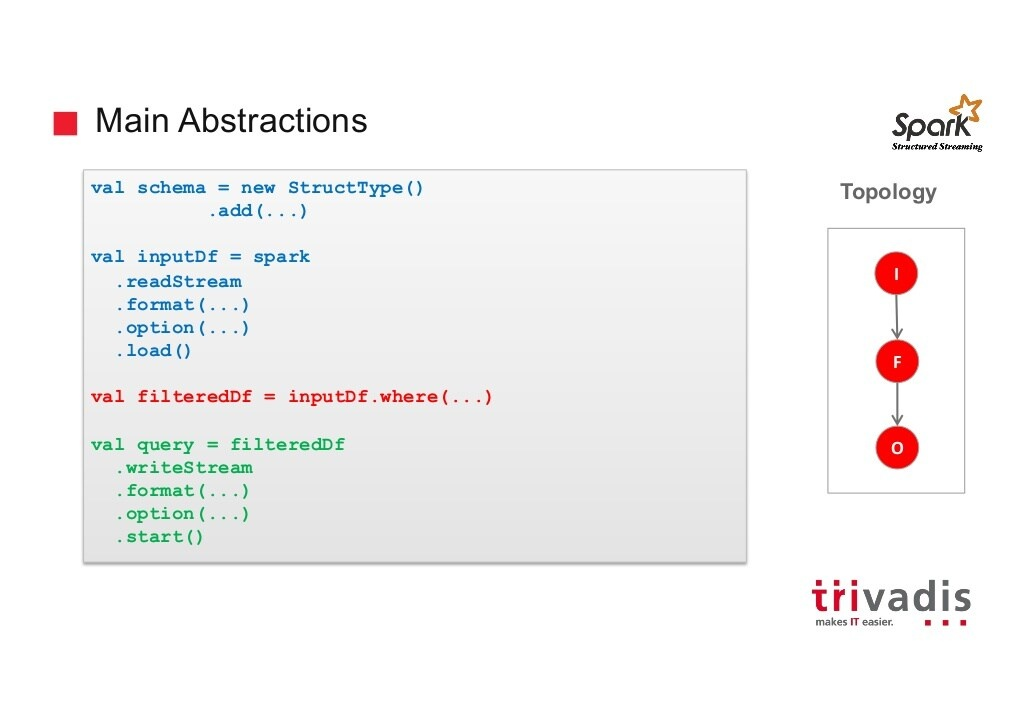 Main Abstractions
Spark
Structured Streaming
val schema = new StructType()
          .add(...)
val inputDf = spark
  .readStream
  .format(...)
  .option(...)
  .load()
val filteredDf = inputDf.where(...)
val query = filteredDf
  .writeStream
  .format(...)
  .option(...)
  .start()
Topology
I
F
O
trivadis
makes IT easier.